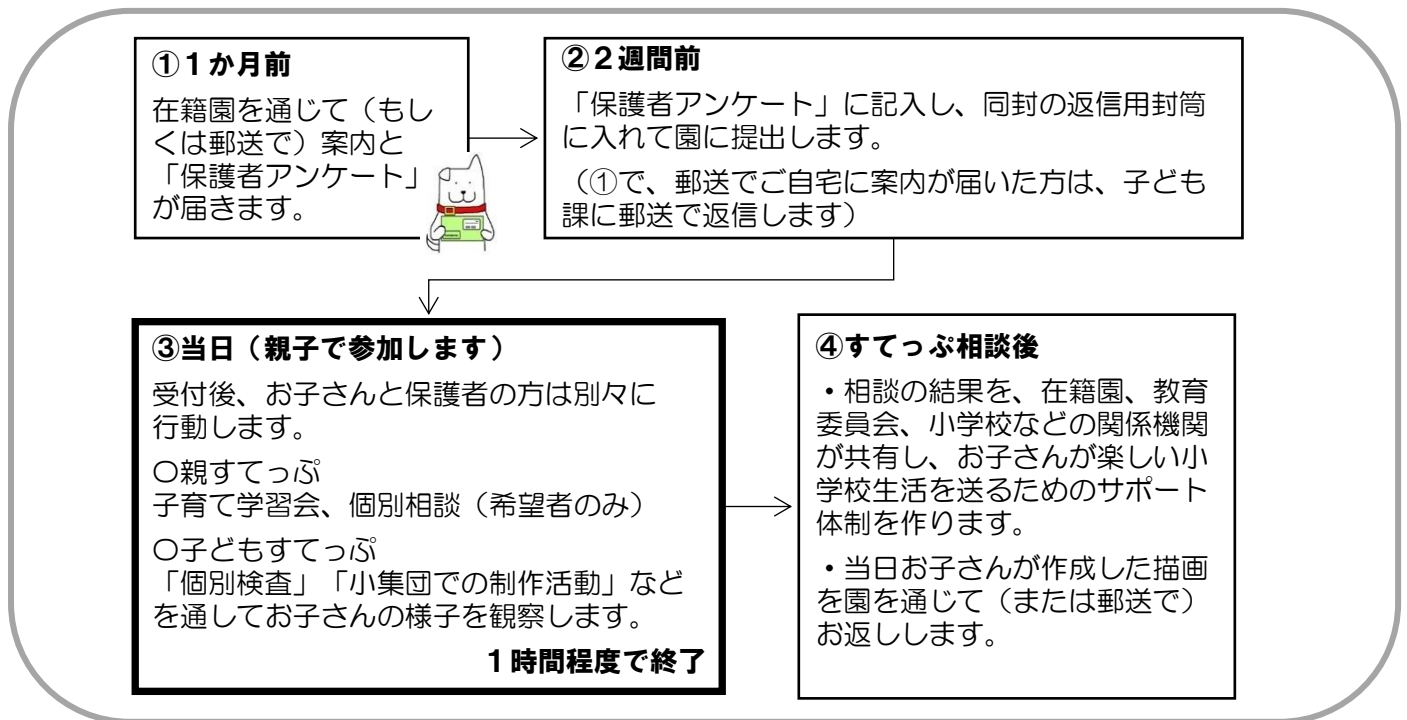 ①１か月前
在籍園を通じて（もし
くは郵送で）案内と
「保護者アンケート」
が届きます。
②２週間前
「保護者アンケート」に記入し、同封の返信用封筒
に入れて園に提出します。
（①で、郵送でご自宅に案内が届いた方は、子ども
課に郵送で返信します）
③当日（親子で参加します）
受付後、お子さんと保護者の方は別々に
行動します。
〇親すてっぷ
子育て学習会、個別相談（希望者のみ）
〇子どもすてっぷ
「個別検査」「小集団での制作活動」など
を通してお子さんの様子を観察します。
１時間程度で終了
④すてっぷ相談後
・相談の結果を、在籍園、教育
委員会、小学校などの関係機関
が共有し、お子さんが楽しい小
学校生活を送るためのサポート
体制を作ります。
・当日お子さんが作成した描画
を園を通じて（または郵送で）
お返しします。